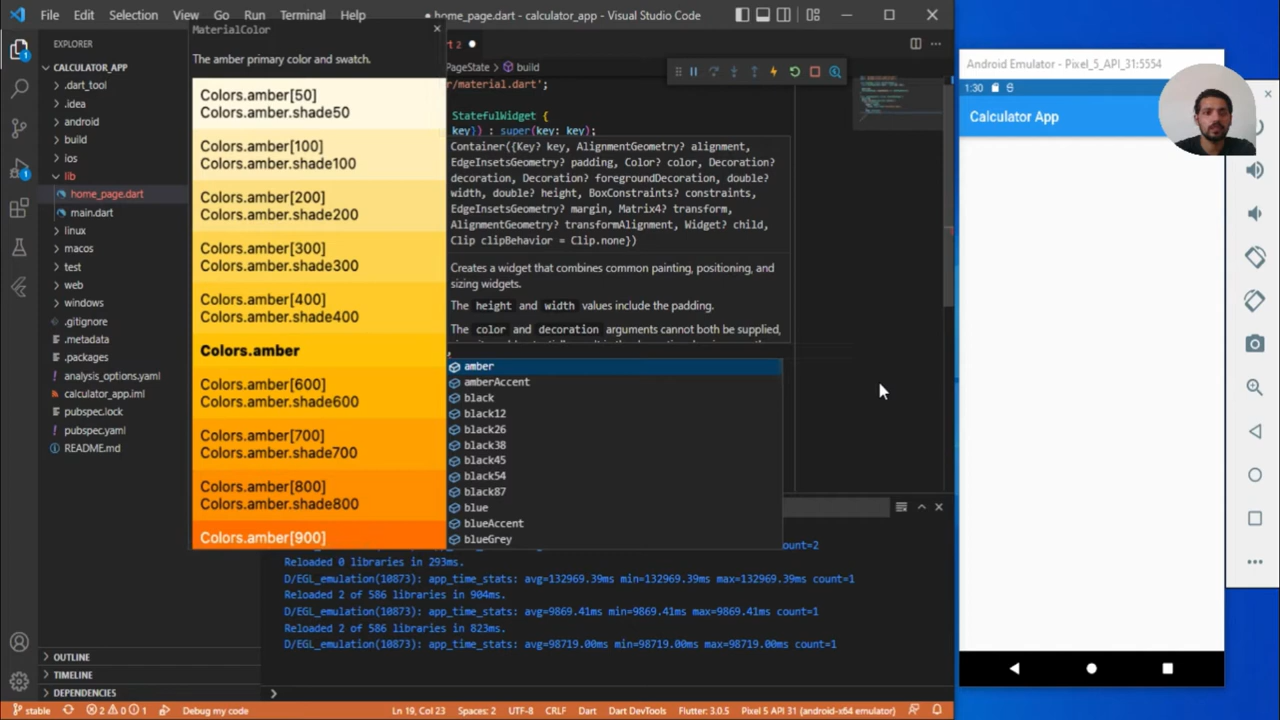 File
Edit
Selection
View
Go
Run
Terminal
Help
● home_page.dart - calculator_app - Visual Studio Code
EXPLORER
CALCULATOR_APP
.dart_tool
.idea
android
build
ios
lib
home_page.dart
main.dart
linux
macos
test
web
windows
.gitignore
.metadata
.packages
analysis_options.yaml
calculator_app.iml
pubspec.lock
pubspec.yaml
README.md
OUTLINE
TIMELINE
DEPENDENCIES
MaterialColor
The amber primary color and swatch.
Colors.amber[50]
Colors.amber.shade50
Colors.amber[100]
Colors.amber.shade100
Colors.amber[200]
Colors.amber.shade200
Colors.amber[300]
Colors.amber.shade300
Colors.amber[400]
Colors.amber.shade400
Colors.amber
Colors.amber[600]
Colors.amber.shade600
Colors.amber[700]
Colors.amber.shade700
Colors.amber[800]
Colors.amber.shade800
Colors.amber[900]
rt 2
PageState > build
r/material.dart';
StatefulWidget {
key}) : super(key: key);
Container({Key? key, AlignmentGeometry? alignment,
EdgeInsetsGeometry? padding, Color? color, Decoration?
decoration, Decoration? foregroundDecoration, double?
width, double? height, BoxConstraints? constraints,
EdgeInsetsGeometry? margin, Matrix4? transform,
AlignmentGeometry? transformAlignment, Widget? child,
Clip clipBehavior = Clip.none})
Creates a widget that combines common painting, positioning, and
sizing widgets.
The height and width values include the padding.
The color and decoration arguments cannot both be supplied,
amber
amberAccent
black
black12
black26
black38
black45
black54
black87
blue
blueAccent
blueGrey
ount=2
Reloaded 0 libraries in 293ms.
D/EGL_emulation(10873): app_time_stats: avg=132969.39ms min=132969.39ms max=132969.39ms count=1
Reloaded 2 of 586 libraries in 904ms.
D/EGL_emulation(10873): app_time_stats: avg=9869.41ms min=9869.41ms max=9869.41ms count=1
Reloaded 2 of 586 libraries in 823ms.
D/EGL_emulation(10873): app_time_stats: avg=98719.00ms min=98719.00ms max=98719.00ms count=1
stable
2
0
1
Debug my code
Ln 19, Col 23
Spaces: 2
UTF-8
CRLF
Dart
Dart DevTools
Flutter: 3.0.5
Pixel 5 API 31 (android-x64 emulator)
Android Emulator - Pixel_5_API_31:5554
1:30
Calculator App